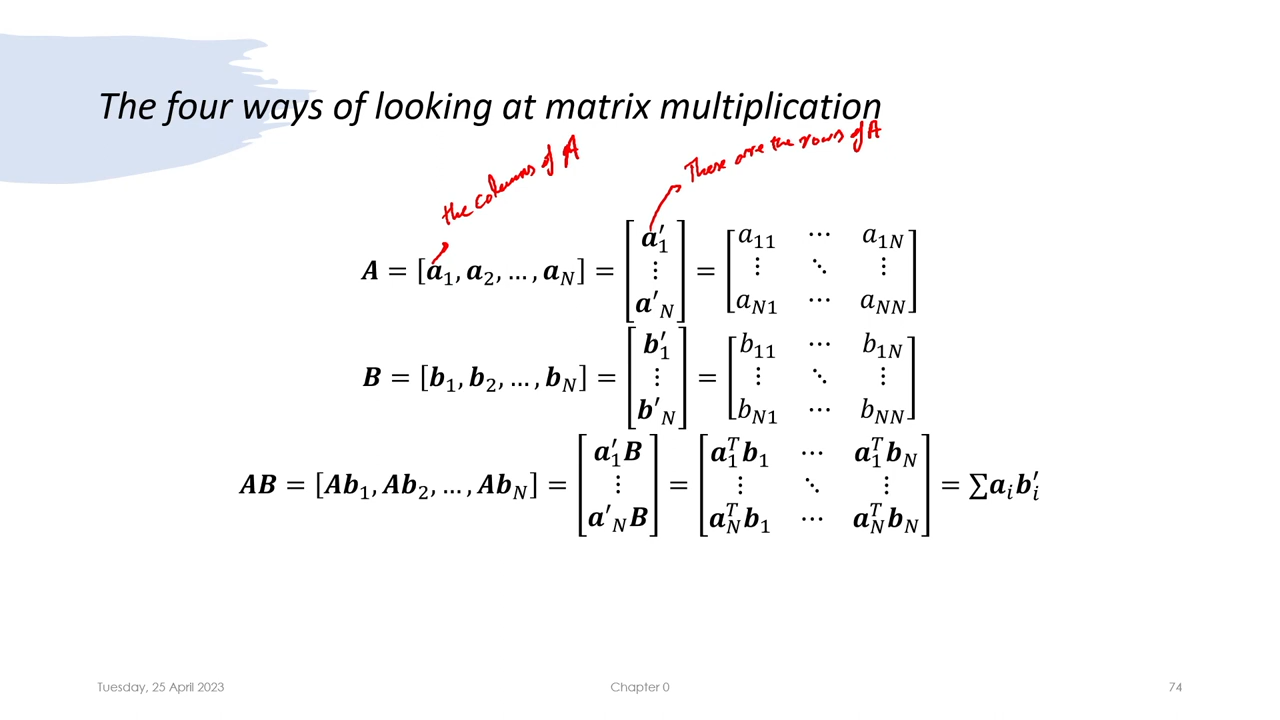 The four ways of looking at matrix multiplication
the columns of A
These are the rows of A
A = [a₁, a₂, …, a_N] = [a′₁ ⋮ a′_N] = [a₁₁ ⋯ a₁N ⋮ ⋱ ⋮ a_N1 ⋯ a_NN]
B = [b₁, b₂, …, b_N] = [b′₁ ⋮ b′_N] = [b₁₁ ⋯ b₁N ⋮ ⋱ ⋮ b_N1 ⋯ b_NN]
AB = [Ab₁, Ab₂, …, Ab_N] = [a′₁B ⋮ a′_N B] = [a₁ᵀb₁ ⋯ a₁ᵀb_N ⋮ ⋱ ⋮ a_Nᵀb₁ ⋯ a_Nᵀb_N] = ∑aᵢb′ᵢ
Tuesday, 25 April 2023
Chapter 0
74